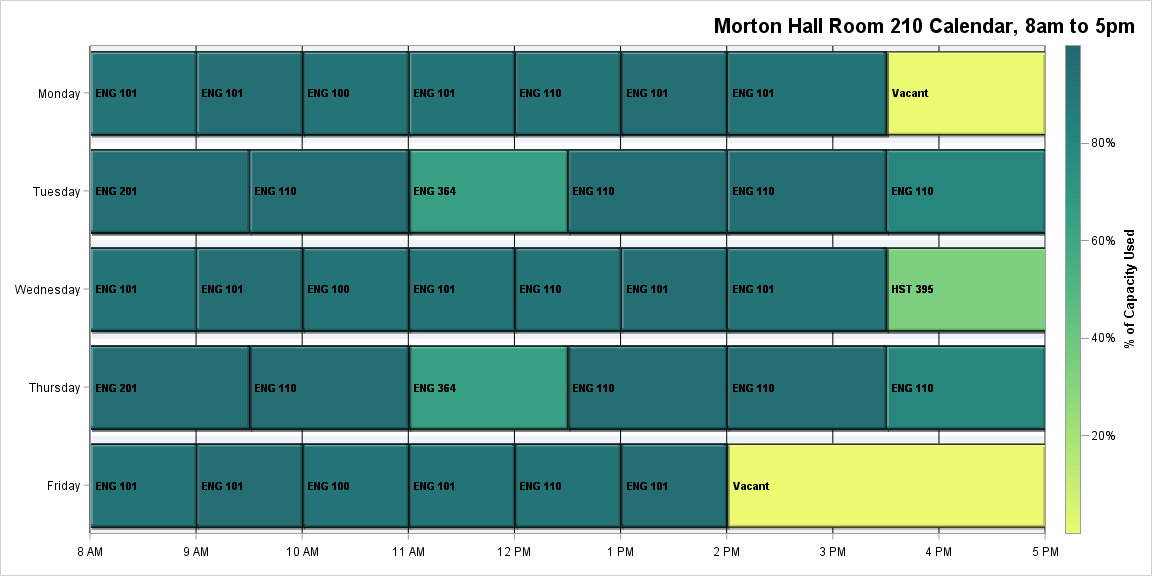 Morton Hall Room 210 Calendar, 8am to 5pm
Monday
ENG 101
ENG 101
ENG 100
ENG 101
ENG 110
ENG 101
ENG 101
Vacant
Tuesday
ENG 201
ENG 110
ENG 364
ENG 110
ENG 110
ENG 110
Wednesday
ENG 101
ENG 101
ENG 100
ENG 101
ENG 110
ENG 101
ENG 101
HST 395
Thursday
ENG 201
ENG 110
ENG 364
ENG 110
ENG 110
ENG 110
Friday
ENG 101
ENG 101
ENG 100
ENG 101
ENG 110
ENG 101
Vacant
8 AM
9 AM
10 AM
11 AM
12 PM
1 PM
2 PM
3 PM
4 PM
5 PM
80%
60%
40%
20%
% of Capacity Used